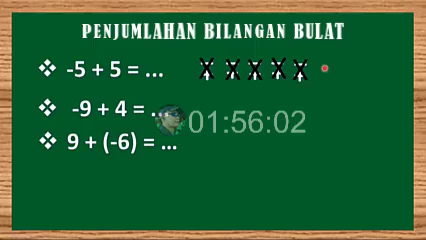 PENJUMLAHAN BILANGAN BULAT
-5 + 5 = ...
-9 + 4 = .
01:56:02
9 + (-6) = ...